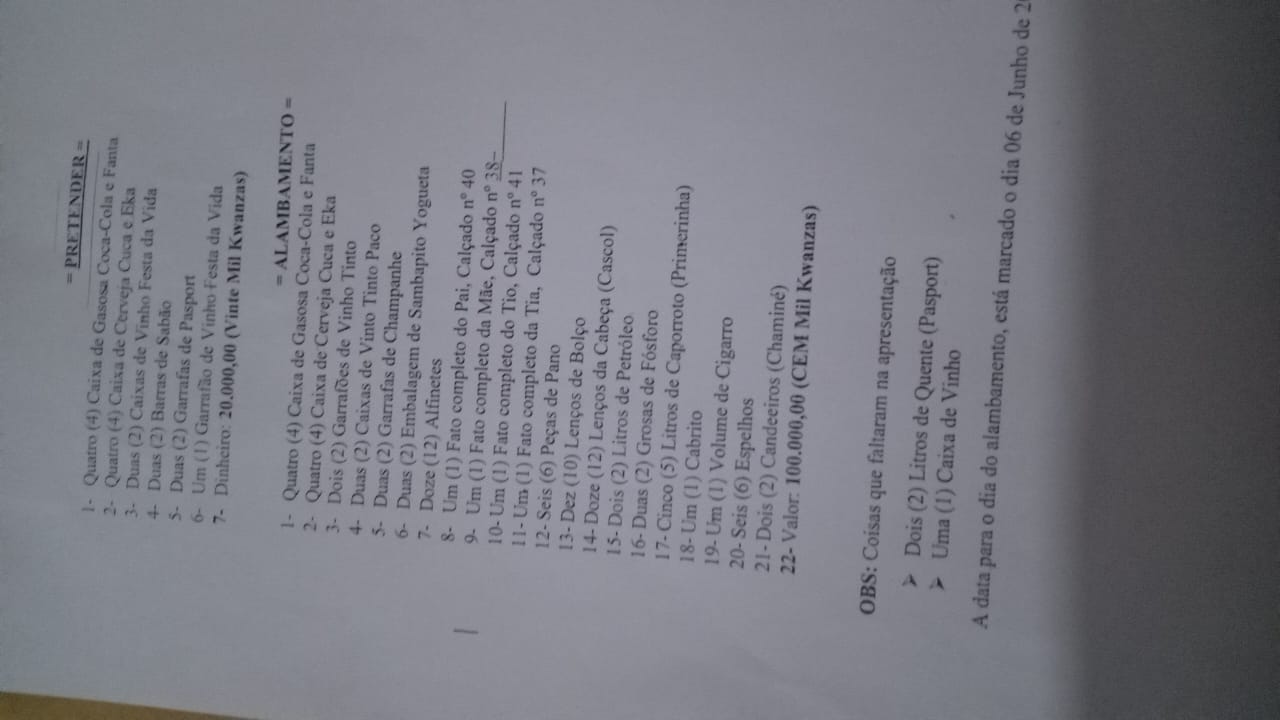 = PRETENDER =
1- Quatro (4) Caixa de Gasosa Coca-Cola e Fanta
2- Quatro (4) Caixa de Cerveja Cuca e Eka
3- Duas (2) Caixas de Vinho Festa da Vida
4- Duas (2) Barras de Sabão
5- Duas (2) Garrafas de Pasport
6- Um (1) Garrafão de Vinho Festa da Vida
7- Dinheiro: 20.000,00 (Vinte Mil Kwanzas)
= ALAMBAMENTO =
1- Quatro (4) Caixa de Gasosa Coca-Cola e Fanta
2- Quatro (4) Caixa de Cerveja Cuca e Eka
3- Dois (2) Garrafões de Vinho Tinto
4- Duas (2) Caixas de Vinto Tinto Paco
5- Duas (2) Garrafas de Champanhe
6- Duas (2) Embalagem de Sambapito Yogueta
7- Doze (12) Alfinetes
8- Um (1) Fato completo do Pai, Calçado nº 40
9- Um (1) Fato completo da Mãe, Calçado nº 38-
10- Um (1) Fato completo do Tio, Calçado nº 41
11- Um (1) Fato completo da Tia, Calçado nº 37
12- Seis (6) Peças de Pano
13- Dez (10) Lenços de Bolço
14- Doze (12) Lenços da Cabeça (Cascol)
15- Dois (2) Litros de Petróleo
16- Duas (2) Grosas de Fósforo
17- Cinco (5) Litros de Caporroto (Primerinha)
18- Um (1) Cabrito
19- Um (1) Volume de Cigarro
20- Seis (6) Espelhos
21- Dois (2) Candeeiros (Chaminé)
22- Valor: 100.000,00 (CEM Mil Kwanzas)
OBS: Coisas que faltaram na apresentação
➢ Dois (2) Litros de Quente (Pasport)
➢ Uma (1) Caixa de Vinho
A data para o dia do alambamento, está marcado o dia 06 de Junho de